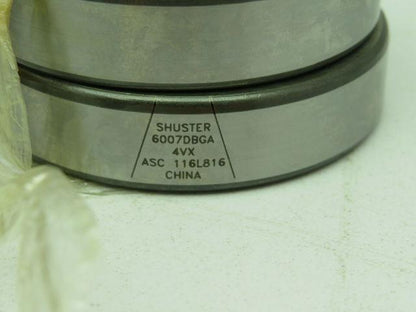 SHUSTER
6007DBGA
4VX
ASC 116L816
CHINA